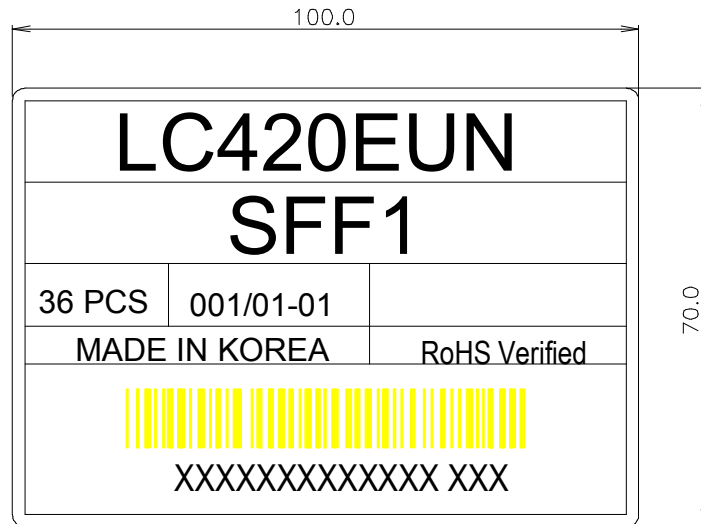 100.0
LC420EUN
SFF1
36 PCS 001/01-01
MADE IN KOREA RoHS Verified
70.0
XXXXXXXXXXXXX XXX